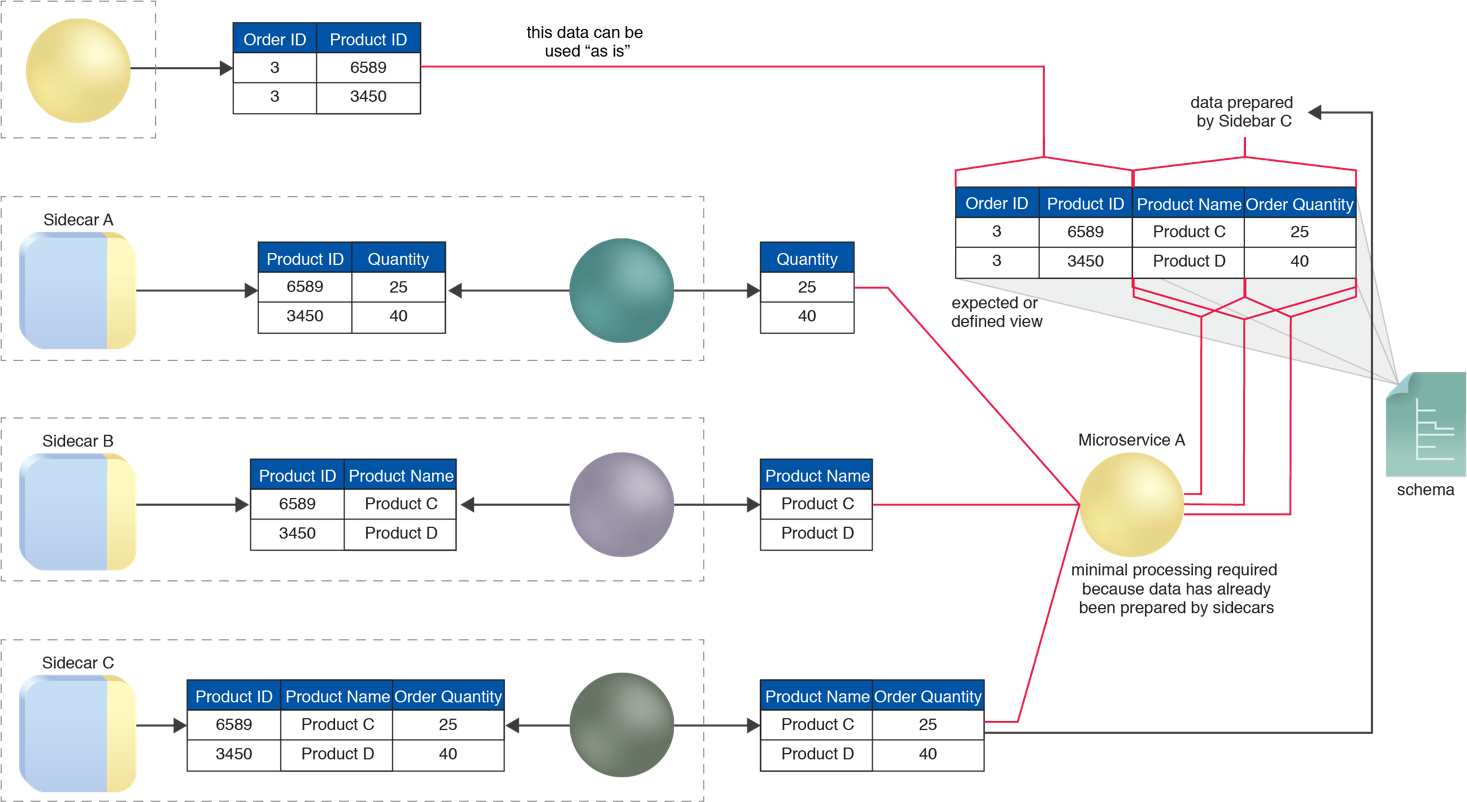 Order ID Product ID
3 6589
3 3450
this data can be
used “as is”
data prepared
by Sidebar C
Order ID Product ID Product Name Order Quantity
3 6589 Product C 25
3 3450 Product D 40
expected or
defined view
Sidecar A
Product ID Quantity
6589 25
3450 40
Quantity
25
40
Sidecar B
Product ID Product Name
6589 Product C
3450 Product D
Product Name
Product C
Product D
Microservice A
minimal processing required
because data has already
been prepared by sidecars
schema
Sidecar C
Product ID Product Name Order Quantity
6589 Product C 25
3450 Product D 40
Product Name Order Quantity
Product C 25
Product D 40